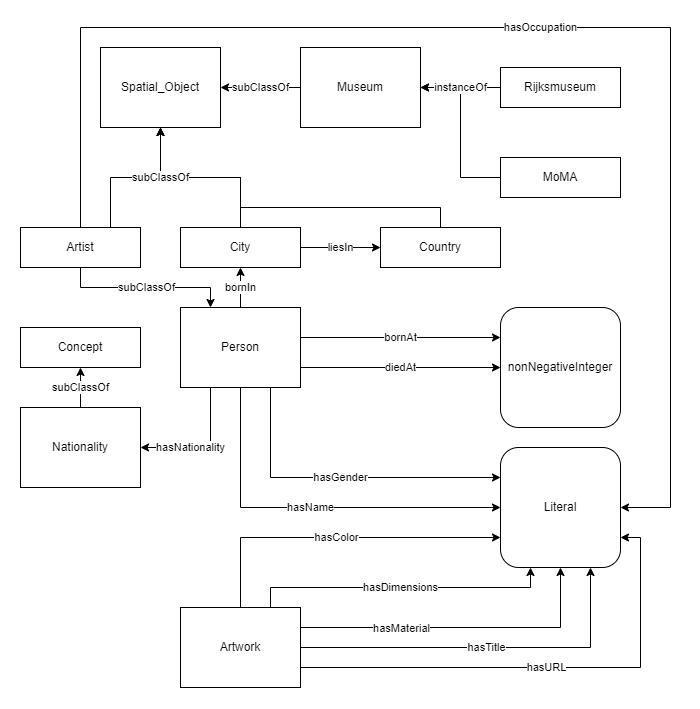 hasOccupation
Spatial_Object
subClassOf
Museum
instanceOf
Rijksmuseum
subClassOf
MoMA
Artist
City
liesIn
Country
subClassOf
bornIn
Concept
Person
bornAt
diedAt
nonNegativeInteger
subClassOf
Nationality
hasNationality
hasGender
hasName
Literal
hasColor
hasDimensions
hasMaterial
Artwork
hasTitle
hasURL